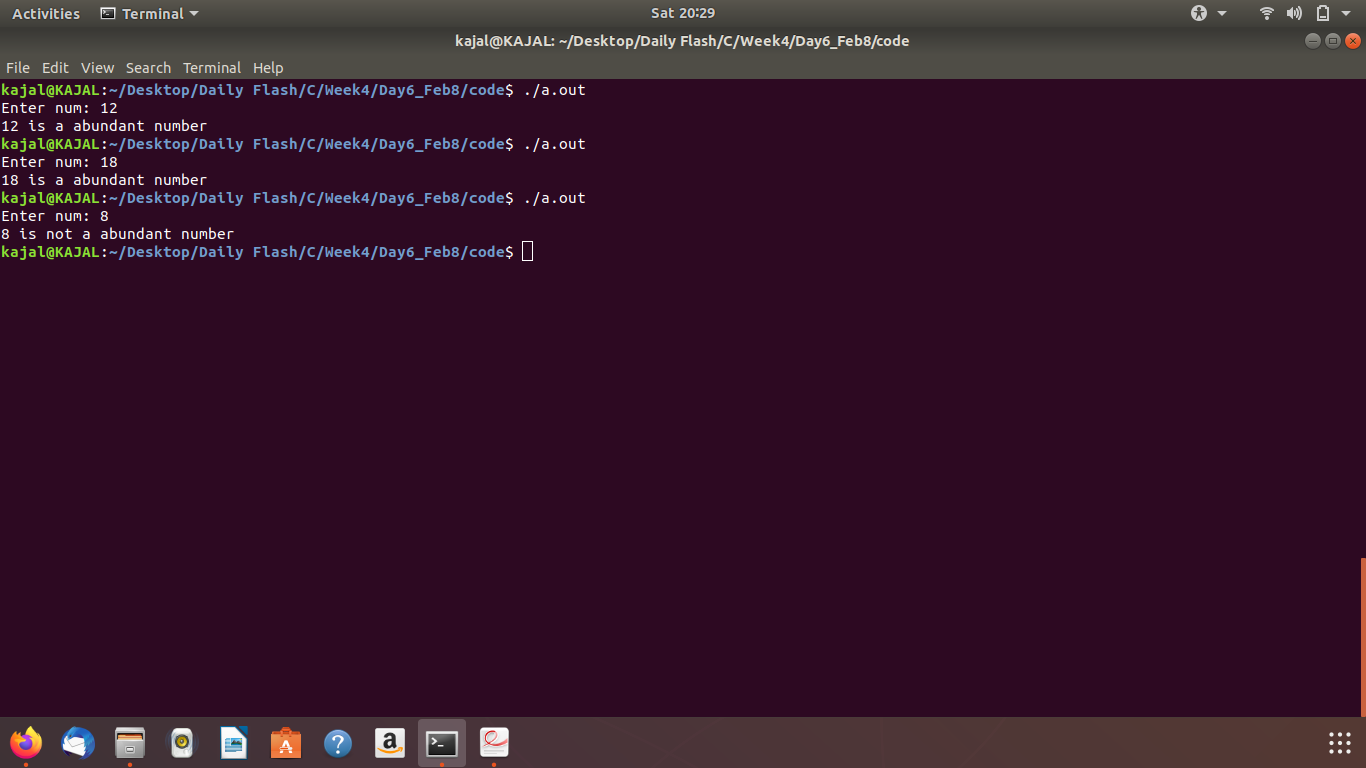 Activities Terminal Sat 20:29
kajal@KAJAL: ~/Desktop/Daily Flash/C/Week4/Day6_Feb8/code
File Edit View Search Terminal Help
kajal@KAJAL:~/Desktop/Daily Flash/C/Week4/Day6_Feb8/code$ ./a.out
Enter num: 12
12 is a abundant number
kajal@KAJAL:~/Desktop/Daily Flash/C/Week4/Day6_Feb8/code$ ./a.out
Enter num: 18
18 is a abundant number
kajal@KAJAL:~/Desktop/Daily Flash/C/Week4/Day6_Feb8/code$ ./a.out
Enter num: 8
8 is not a abundant number
kajal@KAJAL:~/Desktop/Daily Flash/C/Week4/Day6_Feb8/code$